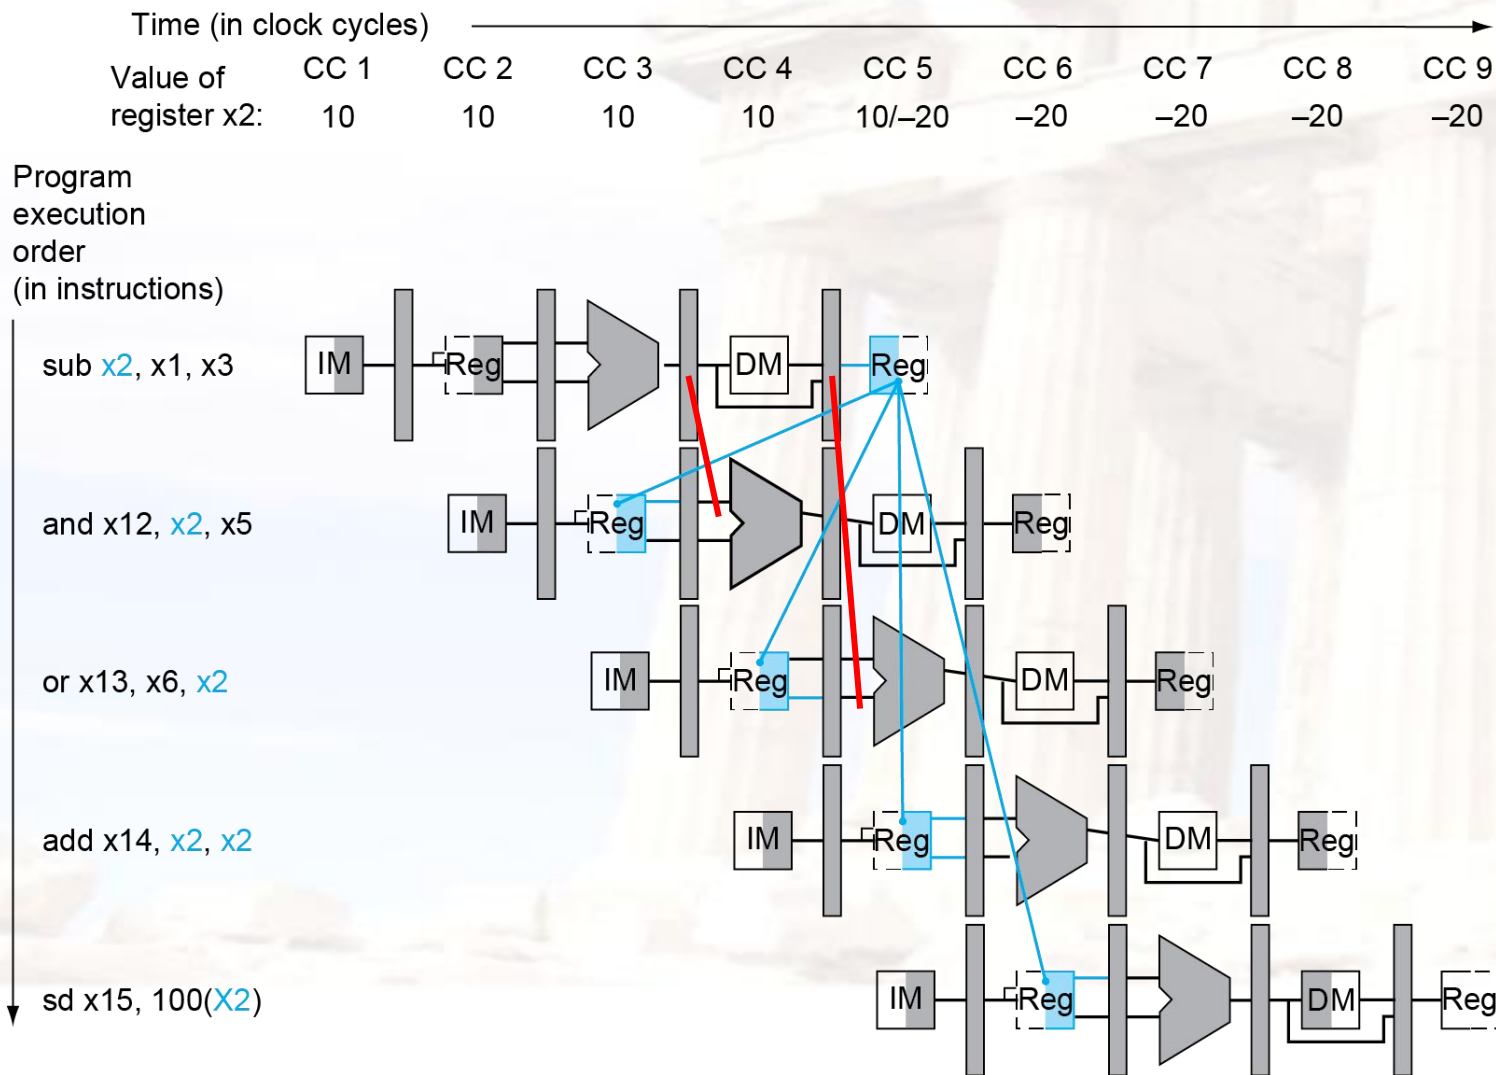 Time (in clock cycles)
Value of register x2:
CC 1 CC 2 CC 3 CC 4 CC 5 CC 6 CC 7 CC 8 CC 9
10 10 10 10 10/–20 –20 –20 –20 –20
Program
execution
order
(in instructions)
sub x2, x1, x3
IM Reg DM Reg
and x12, x2, x5
IM Reg DM Reg
or x13, x6, x2
IM Reg DM Reg
add x14, x2, x2
IM Reg DM Reg
sd x15, 100(X2)
IM Reg DM Reg